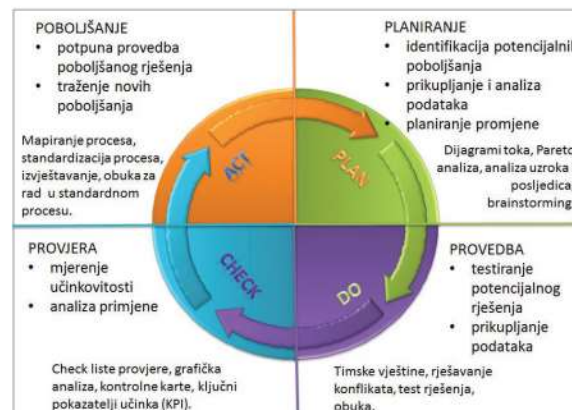 POBOLJŠANJE
• potpuna provedba
poboljšanog rješenja
• traženje novih
poboljšanja
Mapiranje procesa,
standardizacija procesa,
izvještavanje, obuka za
rad u standardnom
procesu.
PLANIRANJE
• identifikacija potencijalnih
poboljšanja
• prikupljanje i analiza
podataka
• planiranje promjene
Dijagrami toka, Pareto
analiza, analiza uzroka i
posljedica,
brainstorming
ACT
PLAN
CHECK
DO
PROVJERA
• mjerenje
učinkovitosti
• analiza primjene
Check liste provjere, grafička
analiza, kontrolne karte, ključni
pokazatelji učinka (KPI).
PROVEDBA
• testiranje
potencijalnog
rješenja
• prikupljanje
podataka
Timske vještine, rješavanje
konflikata, test rješenja,
obuka.